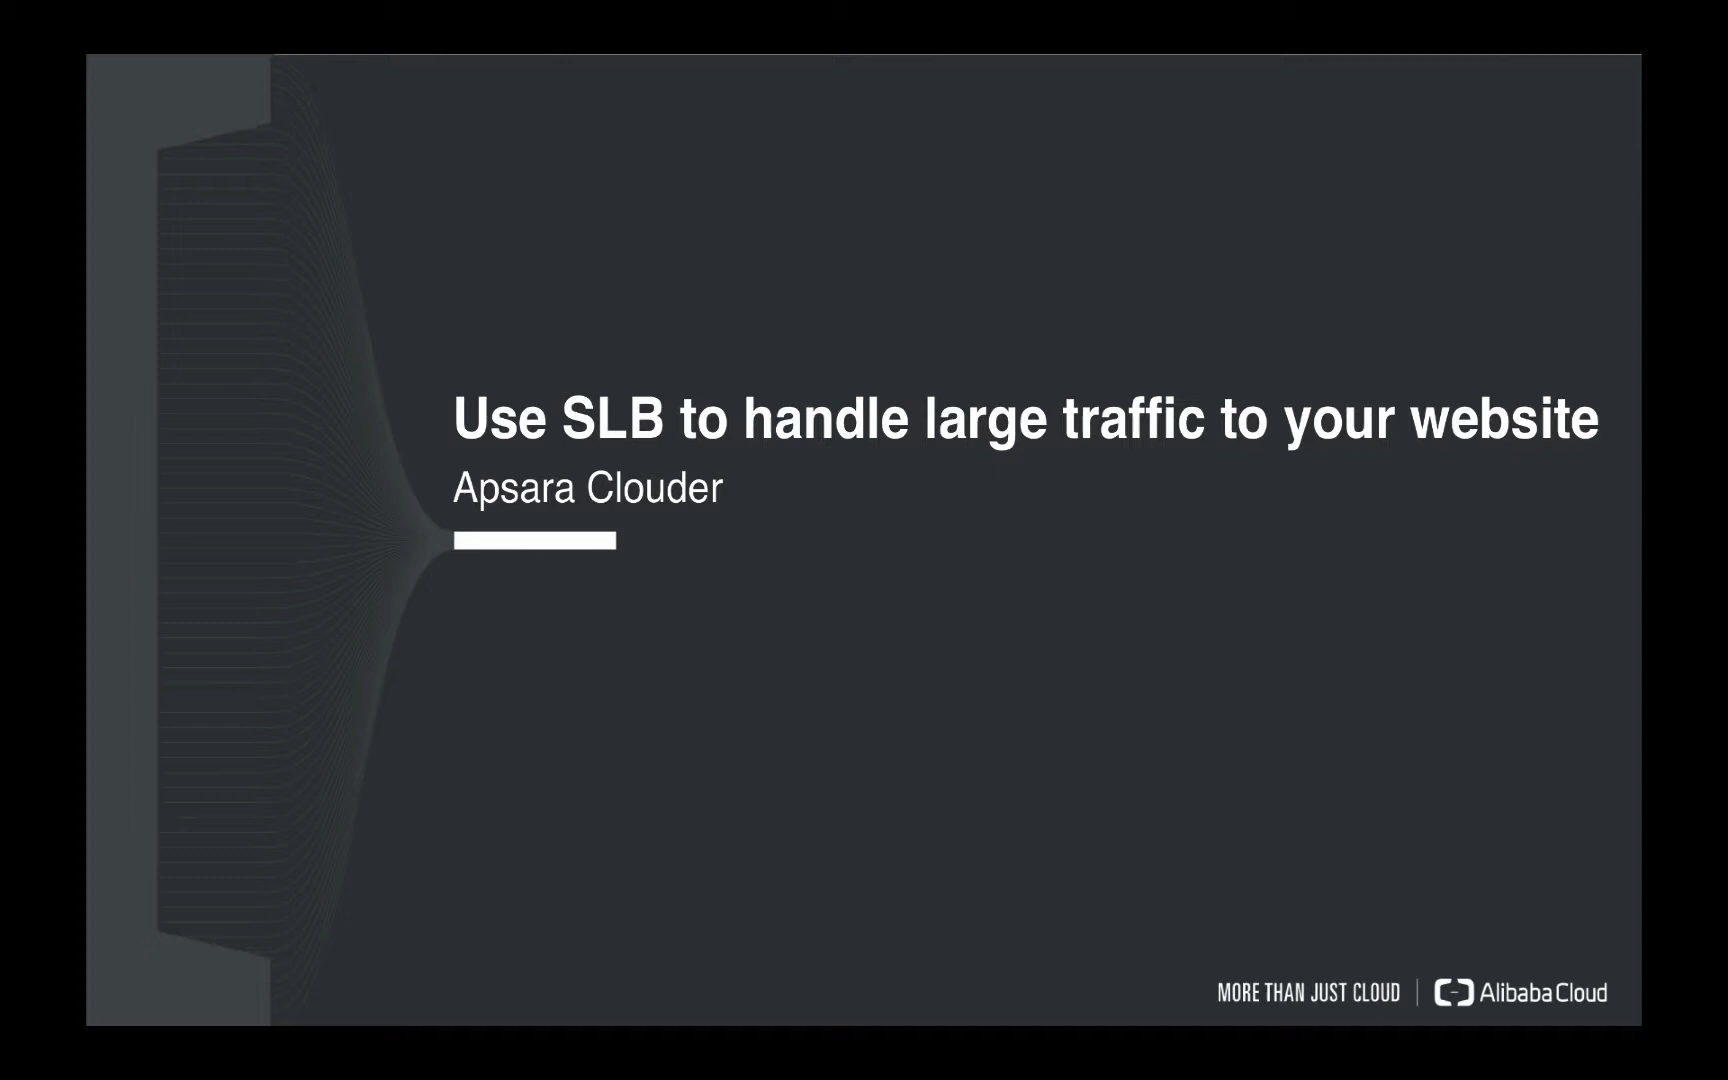 Use SLB to handle large traffic to your website
Apsara Clouder
MORE THAN JUST CLOUD | Alibaba Cloud